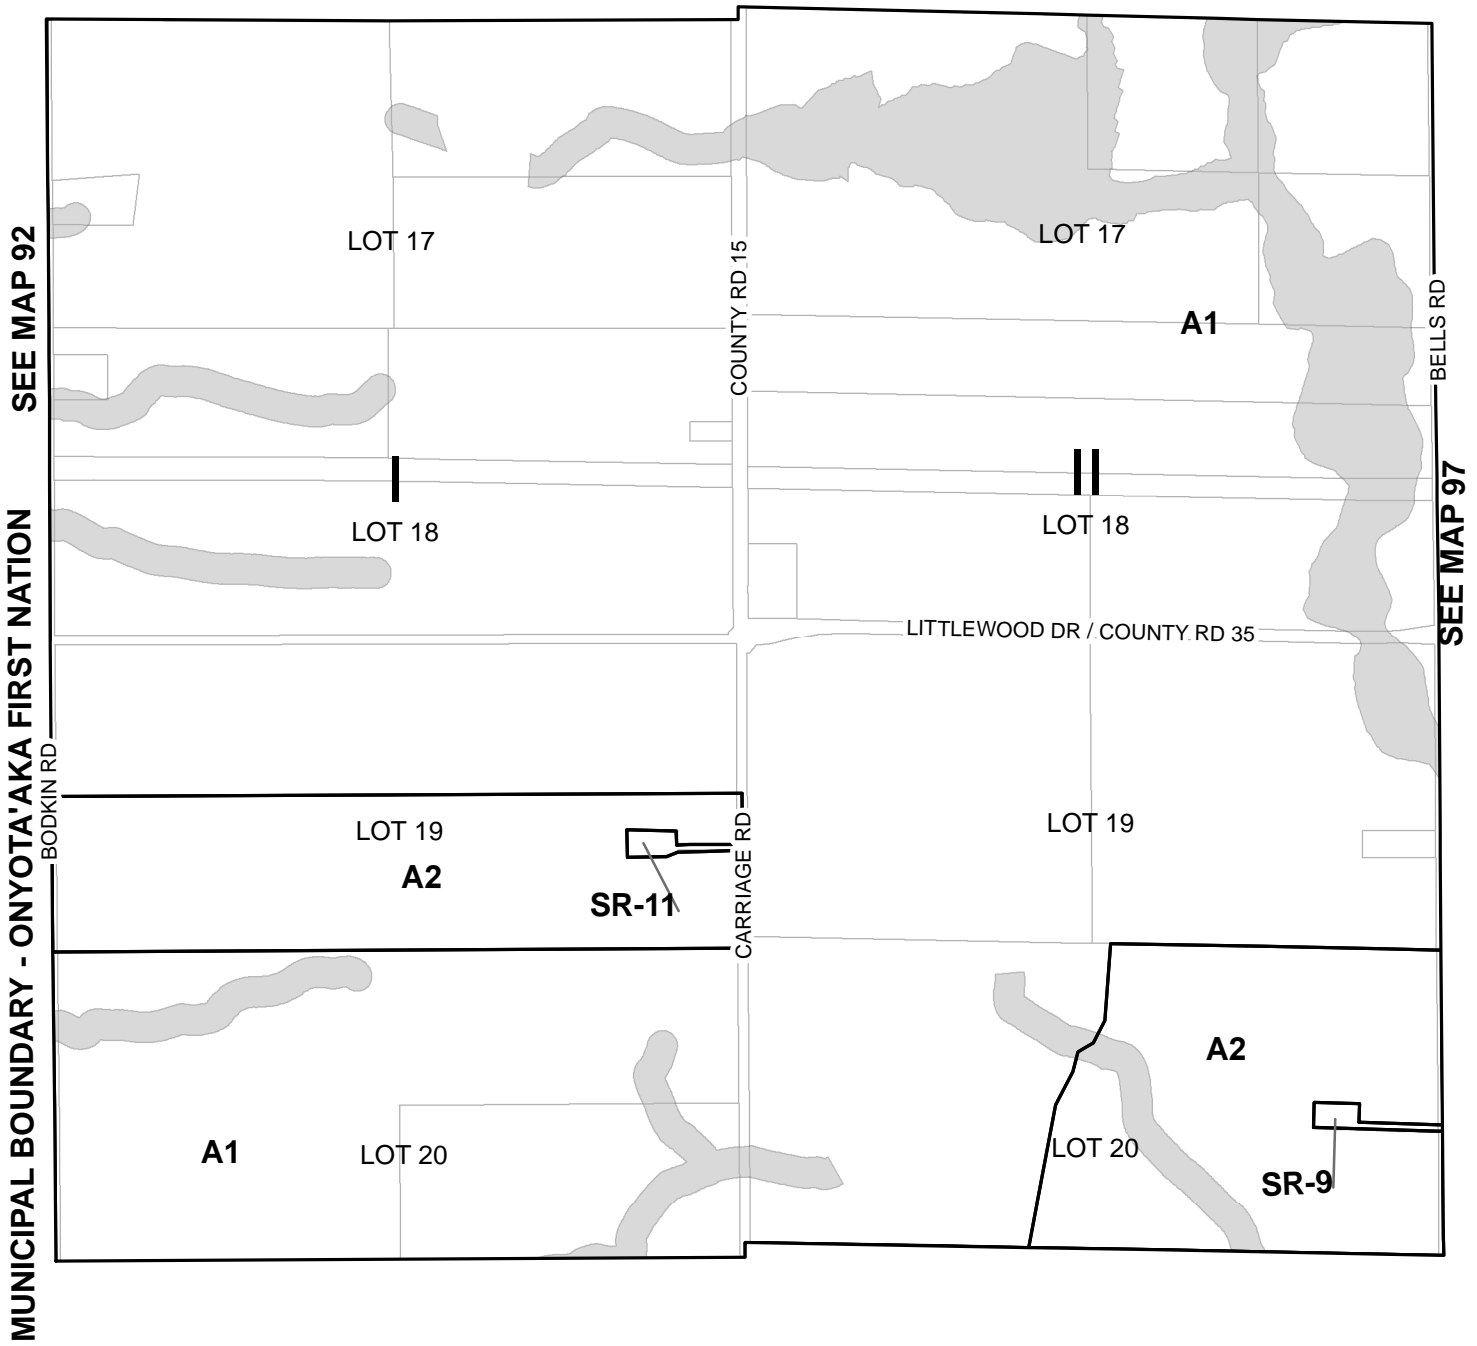 SEE MAP 92
MUNICIPAL BOUNDARY - ONYOTA'AKA FIRST NATION
LOT 17
COUNTY RD 15
LOT 17
A1
BELLS RD
SEE MAP 97
I
II
LOT 18
LOT 18
LITTLEWOOD DR / COUNTY RD 35
BODKIN RD
LOT 19
A2
SR-11
CARRIAGE RD
LOT 19
A2
A1
LOT 20
LOT 20
SR-9